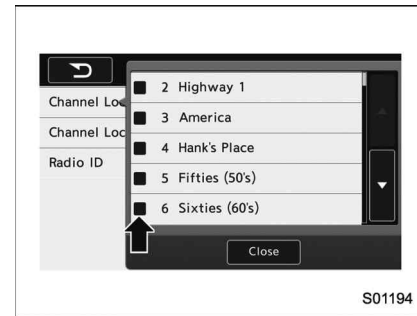 Channel Loc
2 Highway 1
3 America
Channel Loc
4 Hank's Place
Radio ID
5 Fifties (50's)
6 Sixties (60's)
Close
S01194